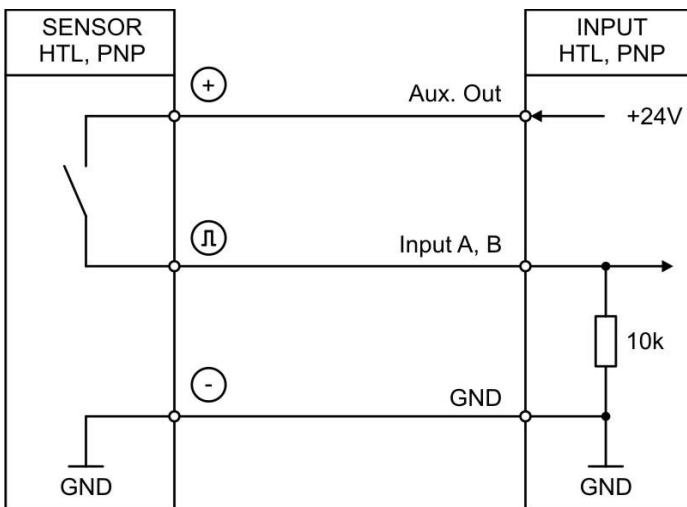 SENSOR
HTL, PNP
INPUT
HTL, PNP
+
Aux. Out
+24V
Input A, B
10k
-
GND
GND
GND